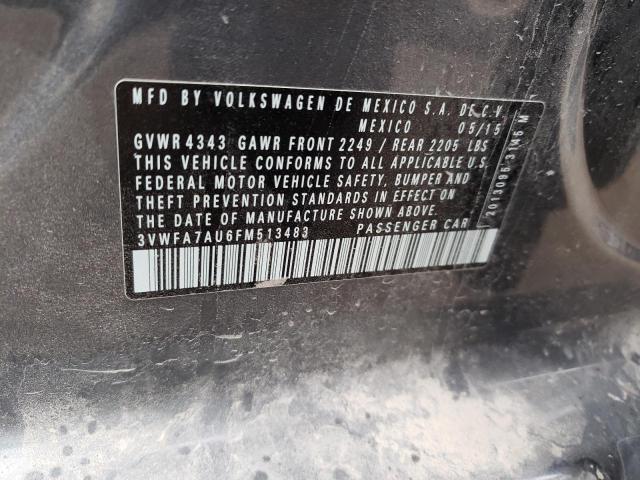 MFD BY VOLKSWAGEN DE MEXICO S.A. DE C.V.
MEXICO 05/15
GVWR 4343 GAWR FRONT 2249 / REAR 2205 LBS
THIS VEHICLE CONFORMS TO ALL APPLICABLE U.S.
FEDERAL MOTOR VEHICLE SAFETY, BUMPER AND
THEFT PREVENTION STANDARDS IN EFFECT ON
THE DATE OF MANUFACTURE SHOWN ABOVE.
3VWFA7AU6FM513483 PASSENGER CAR